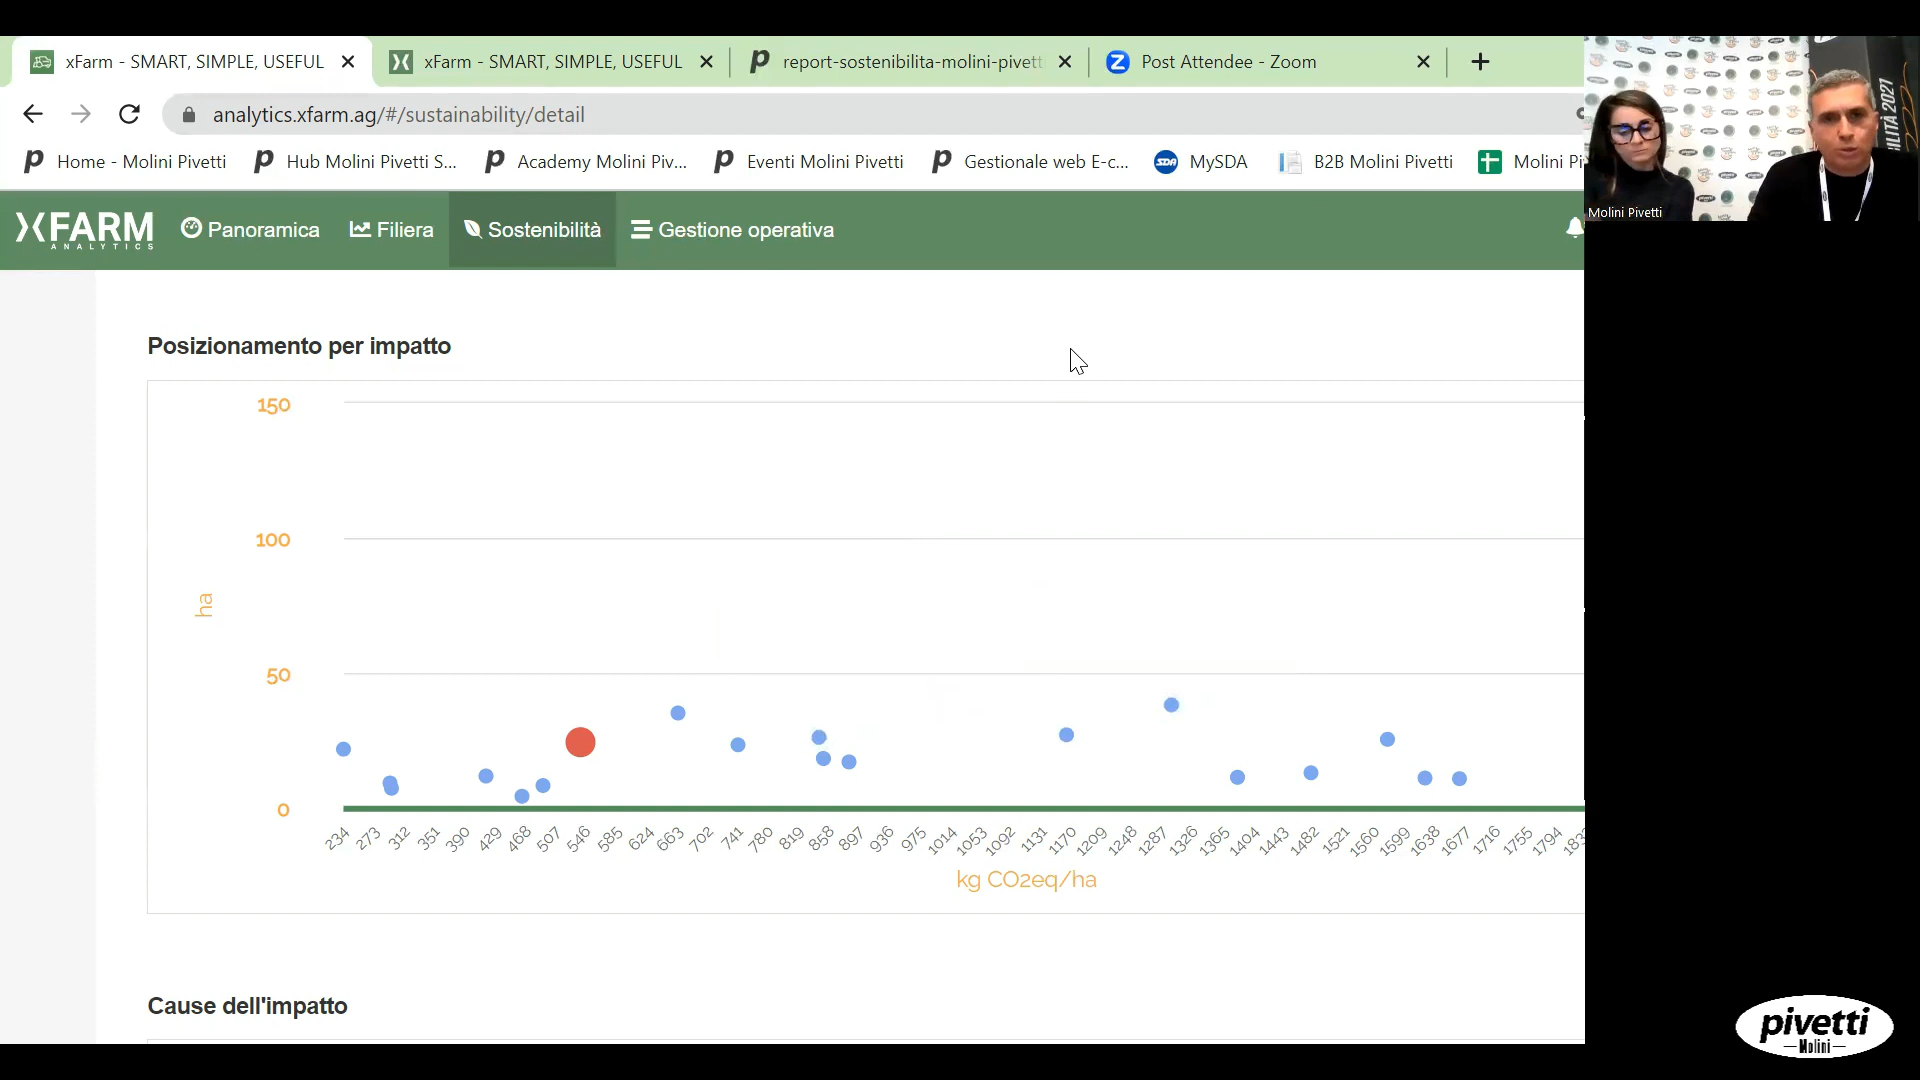 xFarm - SMART, SIMPLE, USEFUL
xFarm - SMART, SIMPLE, USEFUL
report-sostenibilita-molini-pivett
Post Attendee - Zoom
analytics.xfarm.ag/#/sustainability/detail
Home - Molini Pivetti
Hub Molini Pivetti S...
Academy Molini Piv...
Eventi Molini Pivetti
Gestionale web E-c...
SDA
MySDA
B2B Molini Pivetti
Molini Pi
ILITÀ 2021
Molini Pivetti
XFARM
ANALYTICS
Panoramica
Filiera
Sostenibilità
Gestione operativa
Posizionamento per impatto
150
100
50
0
ha
234 273 312 351 390 429 468 507 546 585 624 663 702 741 780 819 858 897 936 975 1014 1053 1092 1131 1170 1209 1248 1287 1326 1365 1404 1443 1482 1521 1560 1599 1638 1677 1716 1755 1794 183
kg CO2eq/ha
Cause dell'impatto
pivetti
Molini